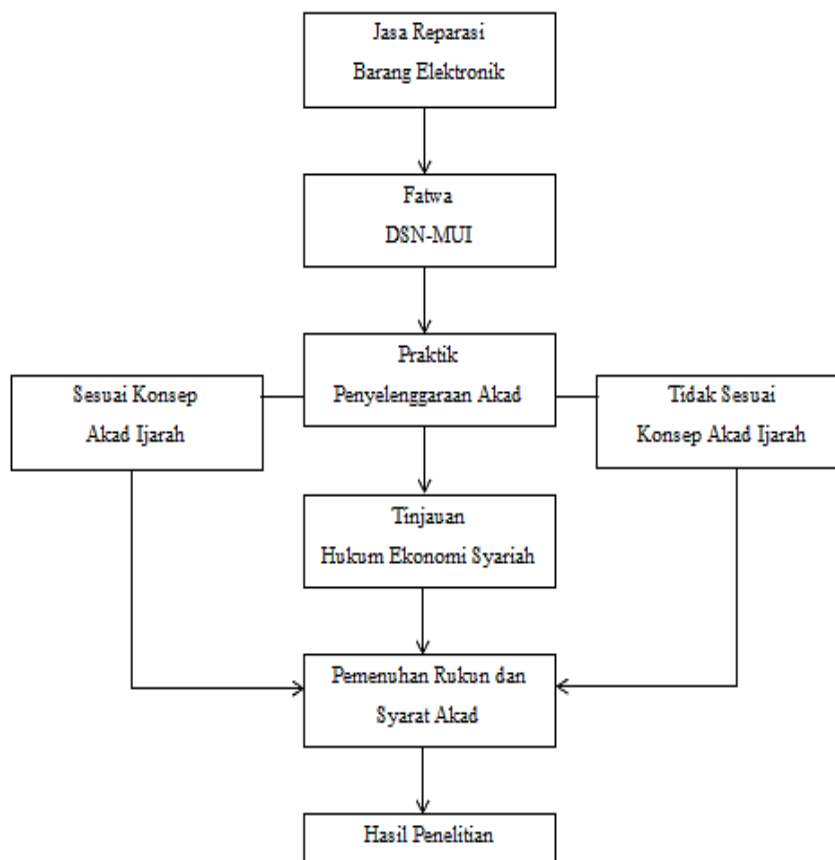 Jasa Reparasi
Barang Elektronik
Fatwa
DSN-MUI
Praktik
Penyelenggaraan Akad
Sesuai Konsep
Akad Ijarah
Tidak Sesuai
Konsep Akad Ijarah
Tinjauan
Hukum Ekonomi Syariah
Pemenuhan Rukun dan
Syarat Akad
Hasil Penelitian